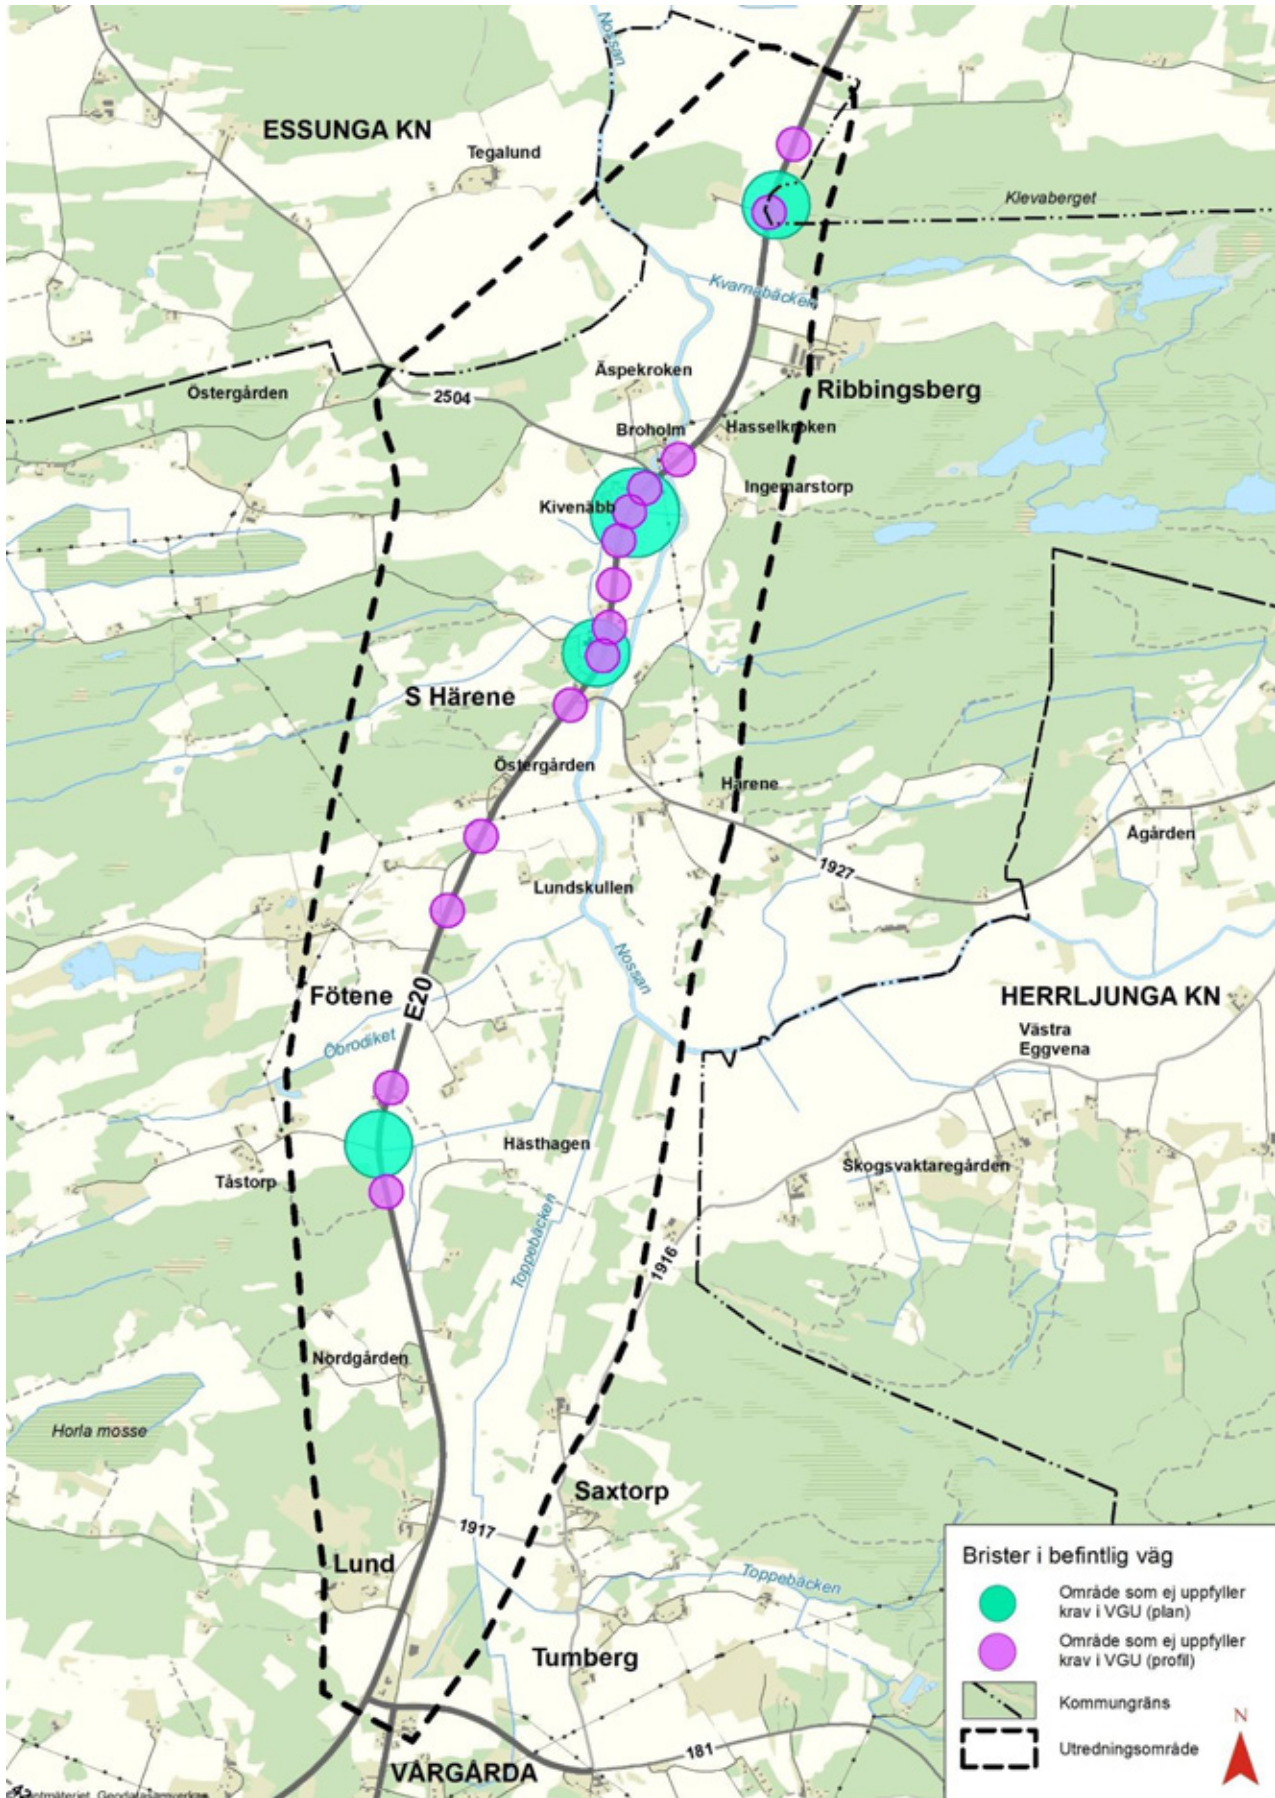 Nossan
ESSUNGA KN
Tegalund
Klevaberget
Kvarnabäcken
Äspekroken
Östergården
2504
Ribbingsberg
Broholm
Hasselkroken
Ingemarstorp
Kivenäbb
S Härene
Östergården
Härene
Ågården
1927
Lundskullen
Nossan
E20
Fötene
HERRLJUNGA KN
Öbrodiket
Västra
Eggvena
Hästhagen
Skogsvaktaregården
Tåstorp
Toppebäcken
1916
Nordgården
Horla mosse
Saxtorp
1917
Lund
Toppebäcken
Tumberg
181
VÅRGÅRDA
42
Brister i befintlig väg
Område som ej uppfyller
krav i VGU (plan)
Område som ej uppfyller
krav i VGU (profil)
Kommungräns
Utredningsområde
N